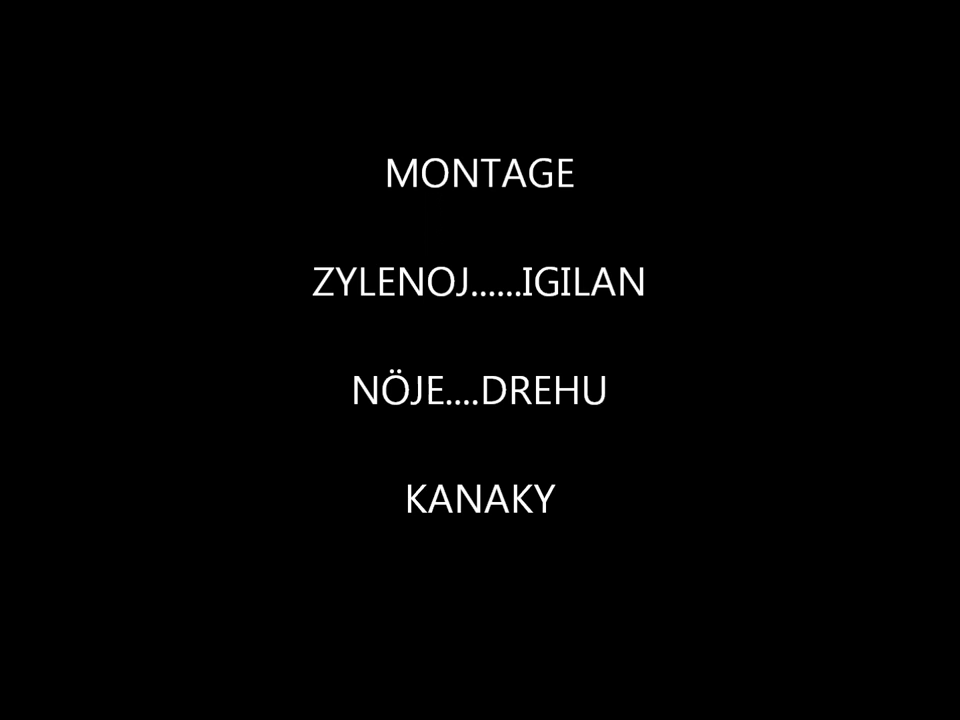 MONTAGE
ZYLENOJ......IGILAN
NÖJE....DREHU
KANAKY